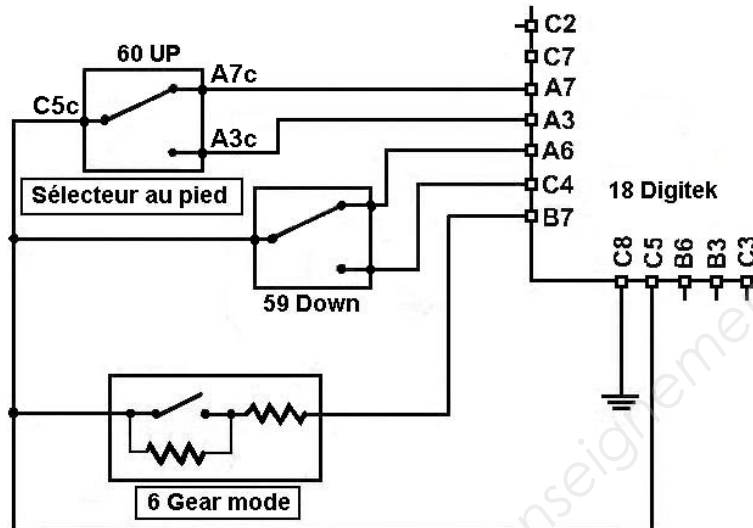 C2
60 UP
C7
A7c
A7
C5c
A3
A3c
A6
Sélecteur au pied
C4
18 Digitek
B7
C8
C5
B6
B3
C3
59 Down
6 Gear mode